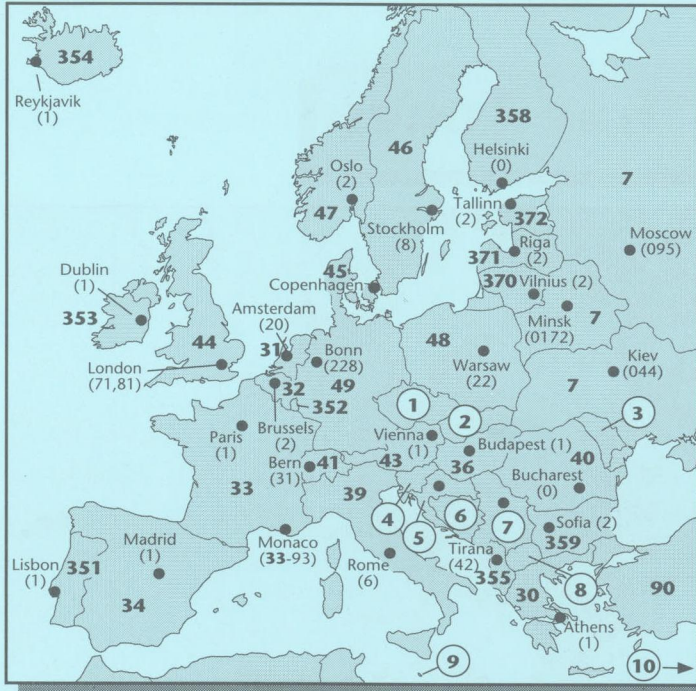 354
Reykjavik
(1)
358
46
Helsinki
(0)
7
Oslo
(2)
47
Tallinn
(2)
372
Stockholm
(8)
Moscow
(095)
371
Riga
(2)
45
Copenhagen
370
Vilnius (2)
Dublin
(1)
353
Minsk
(0172)
7
Amsterdam
(20)
31
44
48
Bonn
(228)
Warsaw
(22)
London
(71,81)
Kiev
(044)
49
7
32
352
1
2
3
Paris
(1)
Brussels
(2)
Vienna
(1)
Budapest (1)
Bern
(31)
41
43
36
40
33
39
Bucharest
(0)
4
5
6
7
Sofia (2)
359
Monaco
(33-93)
Madrid
(1)
351
Lisbon
(1)
Rome
(6)
Tirana
(42)
355
8
34
30
90
Athens
(1)
9
10